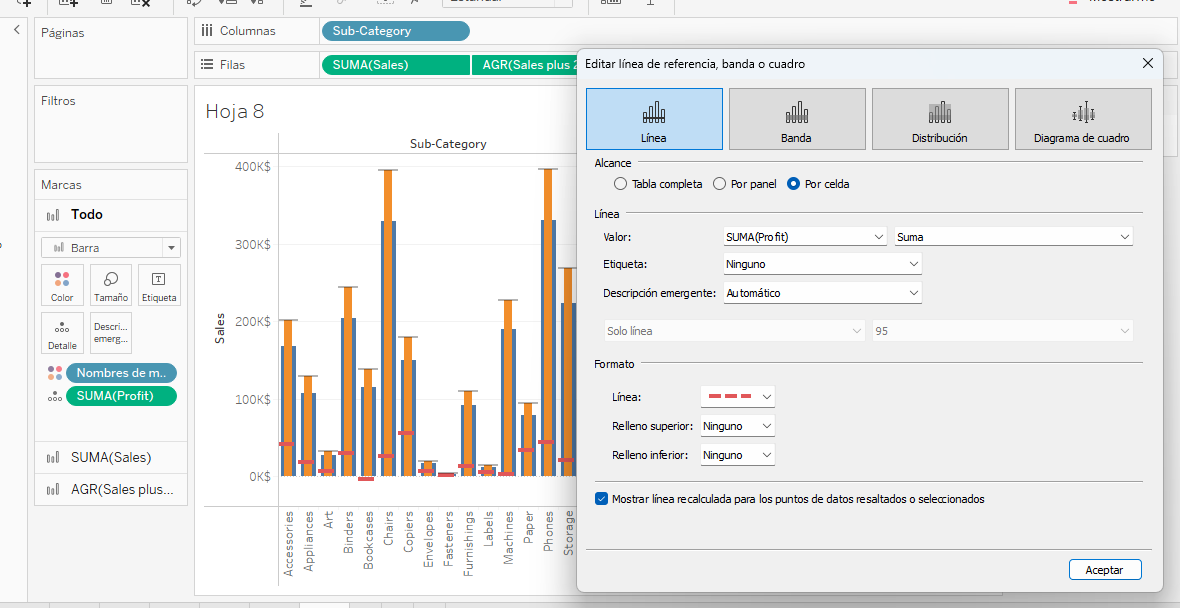 Páginas
Columnas
Sub-Category
Filas
SUMA(Sales)
AGR(Sales plus 2
Filtros
Marcas
Todo
Barra
Color
Tamaño
Etiqueta
Detalle
Descri...
emerg...
Nombres de m..
SUMA(Profit)
SUMA(Sales)
AGR(Sales plus...
Hoja 8
Sub-Category
Sales
400K$
300K$
200K$
100K$
0K$
Accessories
Appliances
Art
Binders
Bookcases
Chairs
Copiers
Envelopes
Fasteners
Furnishings
Labels
Machines
Paper
Phones
Storage
Editar línea de referencia, banda o cuadro
Línea
Banda
Distribución
Diagrama de cuadro
Alcance
Tabla completa
Por panel
Por celda
Línea
Valor:
SUMA(Profit)
Suma
Etiqueta:
Ninguno
Descripción emergente:
Automático
Solo línea
95
Formato
Línea:
Relleno superior:
Ninguno
Relleno inferior:
Ninguno
Mostrar línea recalculada para los puntos de datos resaltados o seleccionados
Aceptar